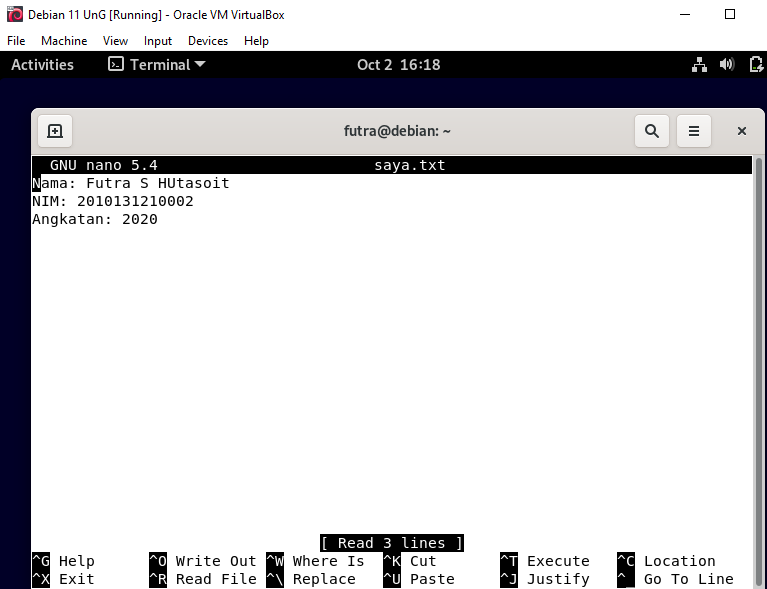 Debian 11 UnG [Running] - Oracle VM VirtualBox
File Machine View Input Devices Help
Activities Terminal Oct 2 16:18
futra@debian: ~
GNU nano 5.4 saya.txt
Nama: Futra S HUtasoit
NIM: 2010131210002
Angkatan: 2020
[ Read 3 lines ]
^G Help ^O Write Out ^W Where Is ^K Cut ^T Execute ^C Location
^X Exit ^R Read File ^\ Replace ^U Paste ^J Justify ^_ Go To Line